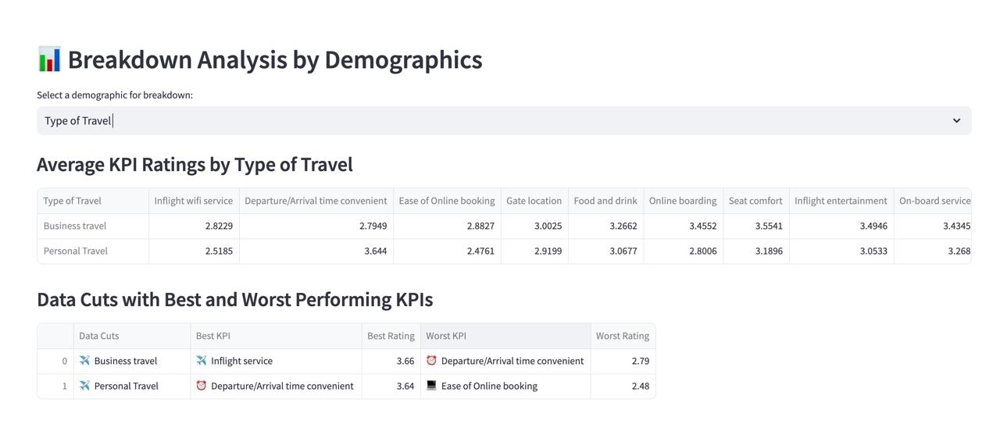 📊 Breakdown Analysis by Demographics
Select a demographic for breakdown:
Type of Travel
Average KPI Ratings by Type of Travel
Type of Travel Inflight wifi service Departure/Arrival time convenient Ease of Online booking Gate location Food and drink Online boarding Seat comfort Inflight entertainment On-board service
Business travel 2.8229 2.7949 2.8827 3.0025 3.2662 3.4552 3.5541 3.4946 3.4345
Personal Travel 2.5185 3.644 2.4761 2.9199 3.0677 2.8006 3.1896 3.0533 3.268
Data Cuts with Best and Worst Performing KPIs
Data Cuts Best KPI Best Rating Worst KPI Worst Rating
0 ✈️ Business travel ✈️ Inflight service 3.66 ⏰ Departure/Arrival time convenient 2.79
1 ✈️ Personal Travel ⏰ Departure/Arrival time convenient 3.64 💻 Ease of Online booking 2.48